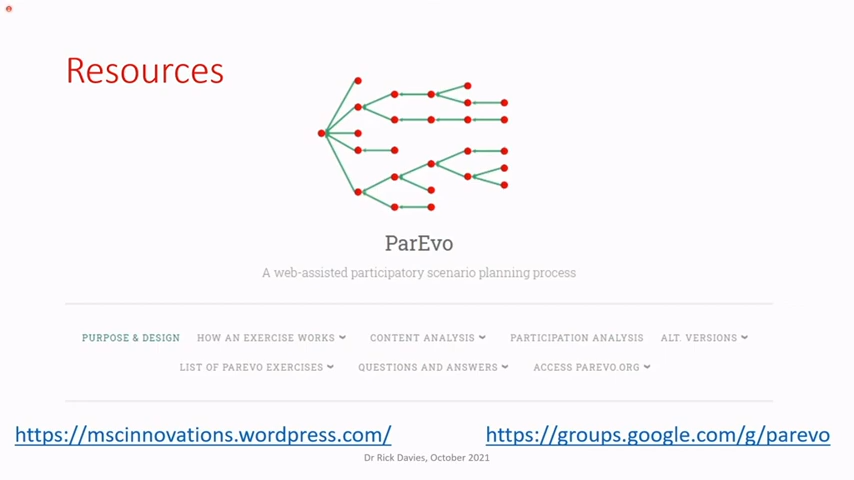 Resources
ParEvo
A web-assisted participatory scenario planning process
PURPOSE & DESIGN HOW AN EXERCISE WORKS CONTENT ANALYSIS PARTICIPATION ANALYSIS ALT. VERSIONS
LIST OF PAREVO EXERCISES QUESTIONS AND ANSWERS ACCESS PAREVO.ORG
https://mscinnovations.wordpress.com/ https://groups.google.com/g/parevo
Dr Rick Davies, October 2021